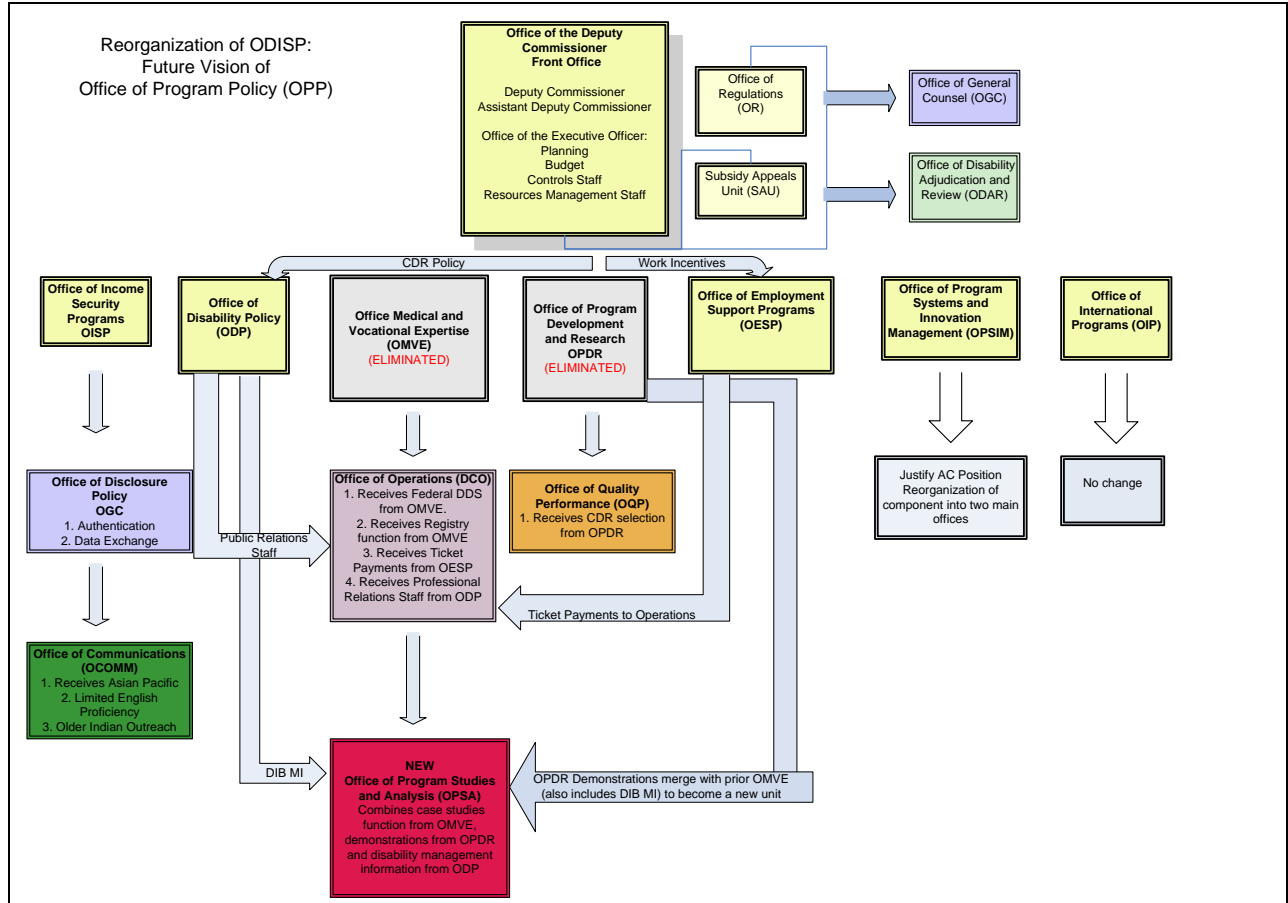 Reorganization of ODISP:
Future Vision of
Office of Program Policy (OPP)
Office of the Deputy
Commissioner
Front Office
Deputy Commissioner
Assistant Deputy Commissioner
Office of the Executive Officer:
Planning
Budget
Controls Staff
Resources Management Staff
Office of
Regulations
(OR)
Subsidy Appeals
Unit (SAU)
Office of General
Counsel (OGC)
Office of Disability
Adjudication and
Review (ODAR)
CDR Policy
Work Incentives
Office of Income
Security
Programs
OISP
Office of
Disability Policy
(ODP)
Office Medical and
Vocational Expertise
(OMVE)
(ELIMINATED)
Office of Program
Development
and Research
OPDR
(ELIMINATED)
Office of Employment
Support Programs
(OESP)
Office of Program
Systems and
Innovation
Management (OPSIM)
Office of
International
Programs (OIP)
Office of Disclosure
Policy
OGC
1. Authentication
2. Data Exchange
Public Relations
Staff
Office of Operations (DCO)
1. Receives Federal DDS
from OMVE.
2. Receives Registry
function from OMVE
3. Receives Ticket
Payments from OESP
4. Receives Professional
Relations Staff from ODP
Office of Quality
Performance (OQP)
1. Receives CDR selection
from OPDR
Justify AC Position
Reorganization of
component into two main
offices
No change
Ticket Payments to Operations
Office of Communications
(OCOMM)
1. Receives Asian Pacific
2. Limited English
Proficiency
3. Older Indian Outreach
DIB MI
NEW
Office of Program Studies
and Analysis (OPSA)
Combines case studies
function from OMVE,
demonstrations from OPDR
and disability management
information from ODP
OPDR Demonstrations merge with prior OMVE
(also includes DIB MI) to become a new unit